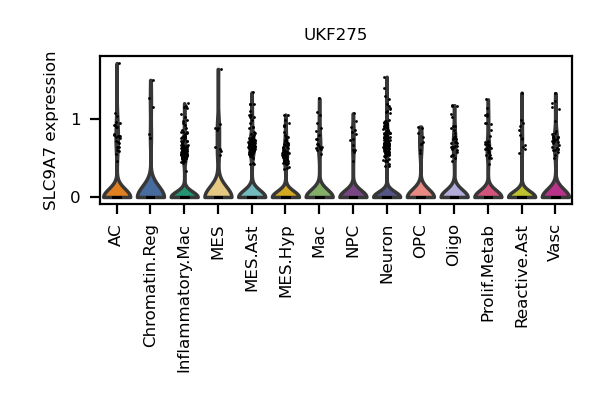 UKF275
SLC9A7 expression
1
0
AC
Chromatin.Reg
Inflammatory.Mac
MES
MES.Ast
MES.Hyp
Mac
NPC
Neuron
OPC
Oligo
Prolif.Metab
Reactive.Ast
Vasc